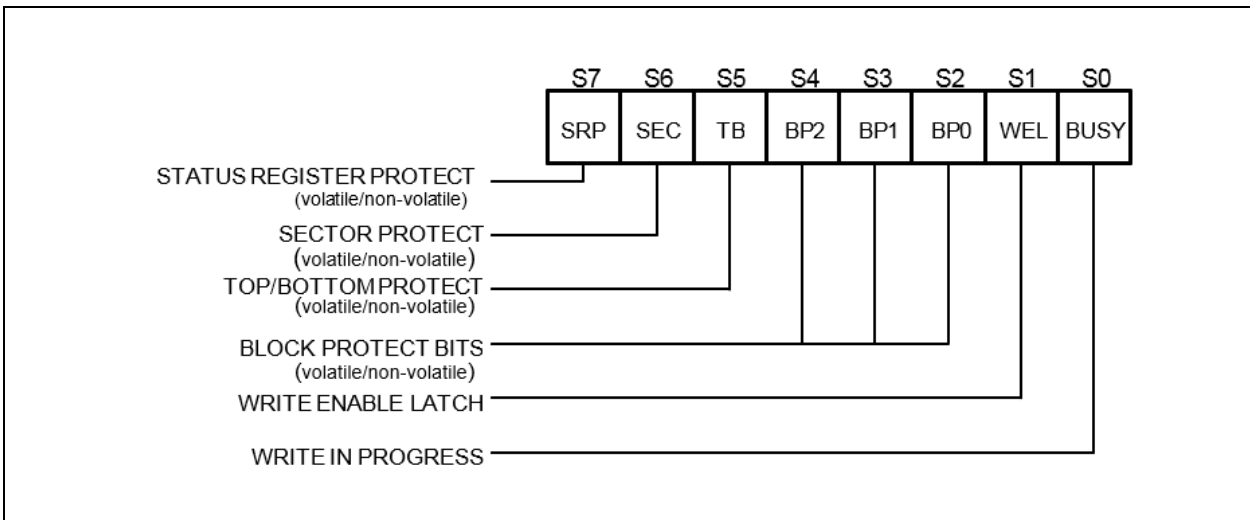 S7 S6 S5 S4 S3 S2 S1 S0
SRP SEC TB BP2 BP1 BP0 WEL BUSY
STATUS REGISTER PROTECT
(volatile/non-volatile)
SECTOR PROTECT
(volatile/non-volatile)
TOP/BOTTOM PROTECT
(volatile/non-volatile)
BLOCK PROTECT BITS
(volatile/non-volatile)
WRITE ENABLE LATCH
WRITE IN PROGRESS